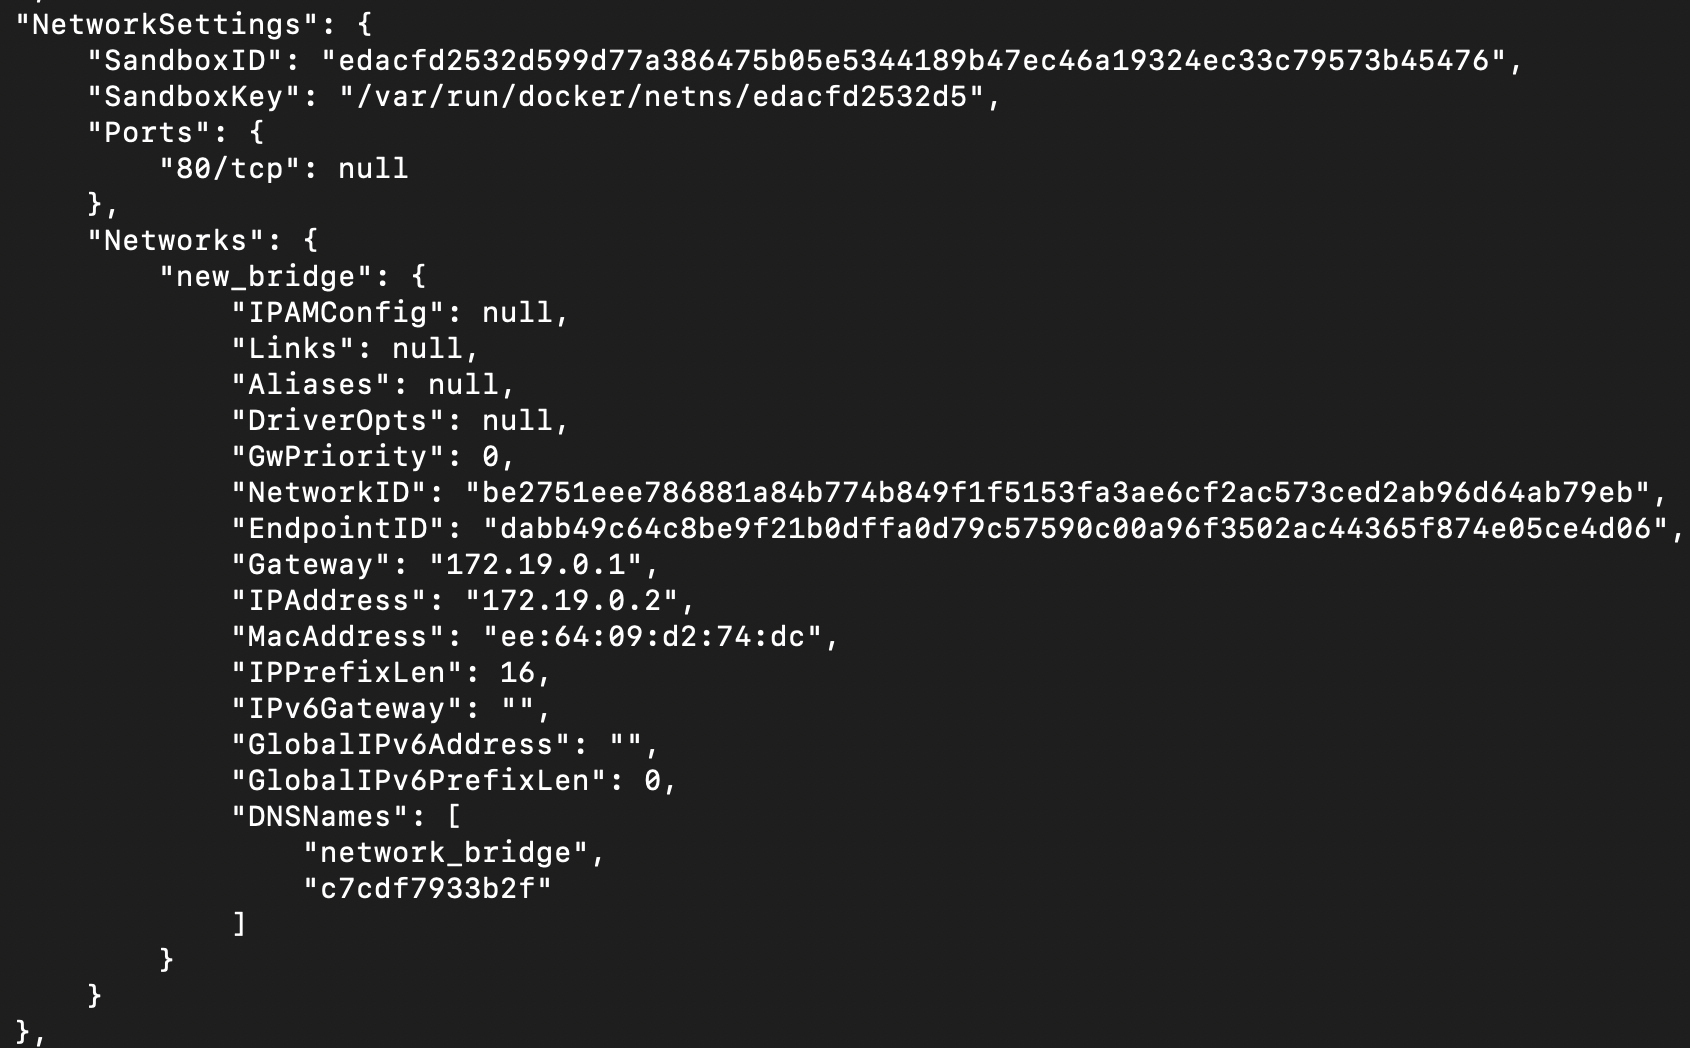 "NetworkSettings": {
    "SandboxID": "edacfd2532d599d77a386475b05e5344189b47ec46a19324ec33c79573b45476",
    "SandboxKey": "/var/run/docker/netns/edacfd2532d5",
    "Ports": {
        "80/tcp": null
    },
    "Networks": {
        "new_bridge": {
            "IPAMConfig": null,
            "Links": null,
            "Aliases": null,
            "DriverOpts": null,
            "GwPriority": 0,
            "NetworkID": "be2751eee786881a84b774b849f1f5153fa3ae6cf2ac573ced2ab96d64ab79eb",
            "EndpointID": "dabb49c64c8be9f21b0dffa0d79c57590c00a96f3502ac44365f874e05ce4d06",
            "Gateway": "172.19.0.1",
            "IPAddress": "172.19.0.2",
            "MacAddress": "ee:64:09:d2:74:dc",
            "IPPrefixLen": 16,
            "IPv6Gateway": "",
            "GlobalIPv6Address": "",
            "GlobalIPv6PrefixLen": 0,
            "DNSNames": [
                "network_bridge",
                "c7cdf7933b2f"
            ]
        }
    }
},